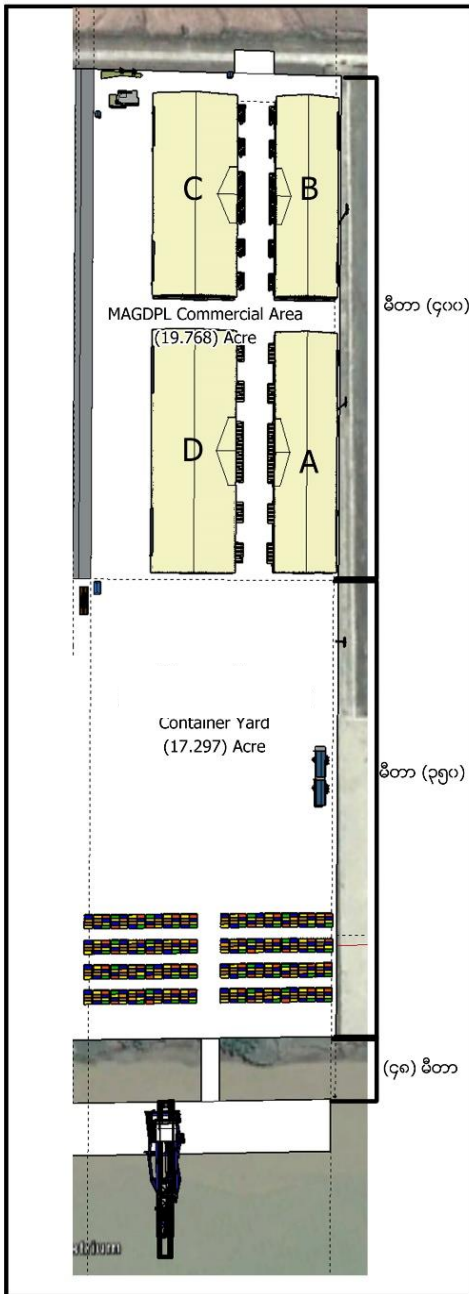 C
B
MAGDPL Commercial Area
(19.768) Acre
မီတာ (၄၀၀)
D
A
Container Yard
(17.297) Acre
မီတာ (၃၅၀)
(၄၈) မီတာ